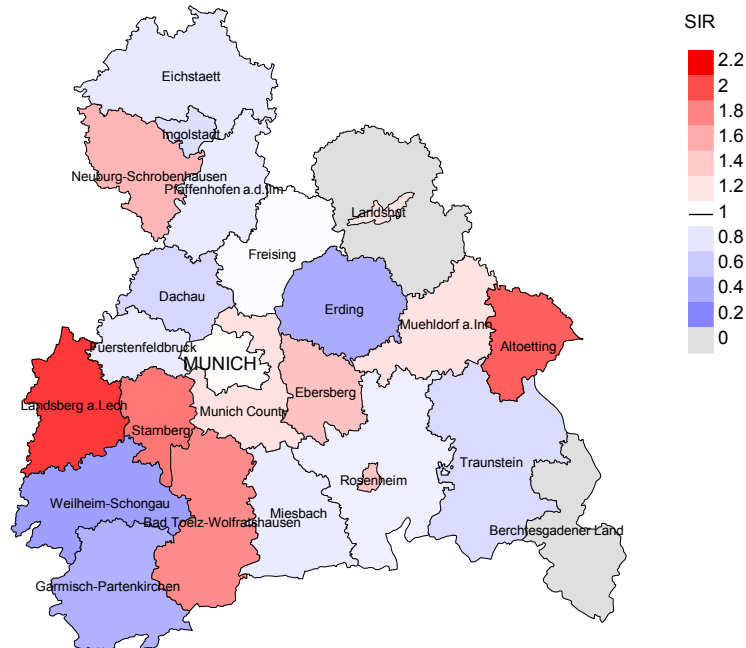 SIR
2.2
2
1.8
1.6
1.4
1.2
1
0.8
0.6
0.4
0.2
0
Eichstaett
Ingolstadt
Neuburg-Schrobenhausen
Pfaffenhofen a.d.Ilm
Landshut
Freising
Dachau
Erding
Muehldorf a.Inn
Altoetting
Fuerstenfeldbruck
MUNICH
Ebersberg
Landsberg a.Lech
Munich County
Starnberg
Traunstein
Rosenheim
Weilheim-Schongau
Miesbach
Bad Toelz-Wolfratshausen
Berchtesgadener Land
Garmisch-Partenkirchen